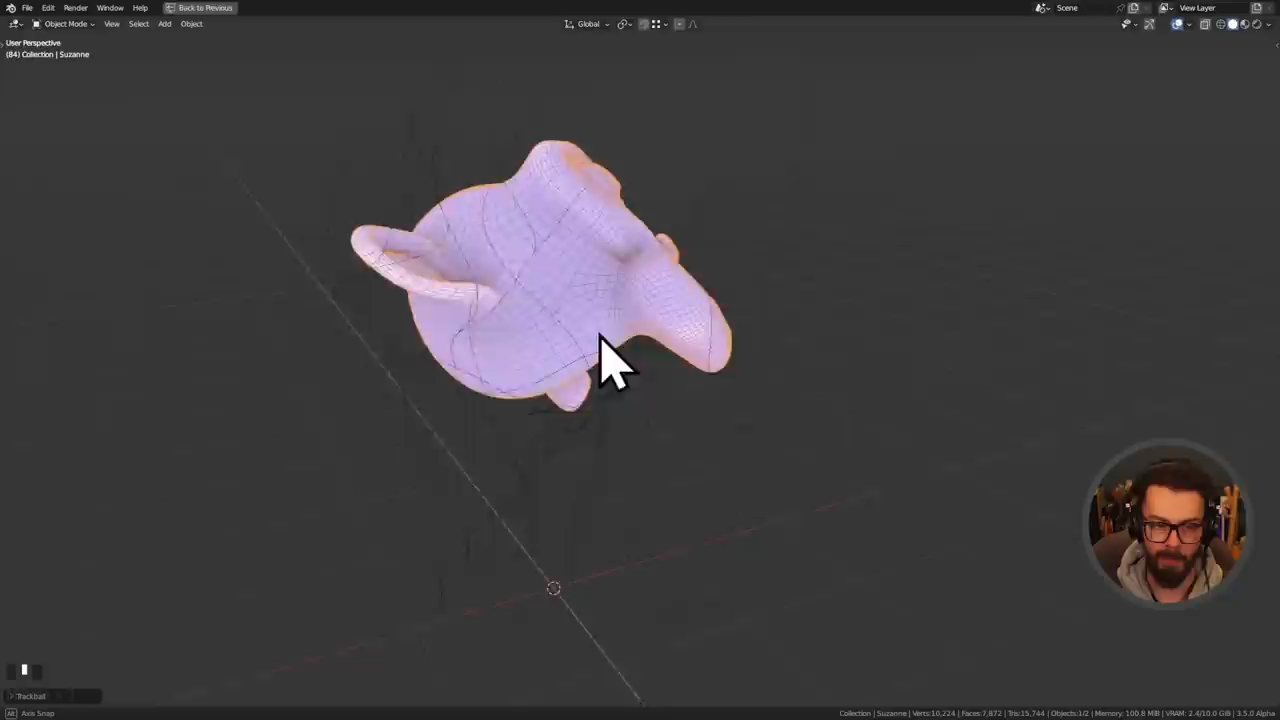 File Edit Render Window Help Back to Previous Scene View Layer
Object Mode View Select Add Object Global
User Perspective
(84) Collection | Suzanne
Trackball
Axis Snap Collection | Suzanne | Verts:10,224 | Faces:7,872 | Tris:15,744 | Objects:1/2 | Memory: 100.8 MiB | VRAM: 2.4/10.0 GiB | 3.5.0 Alpha